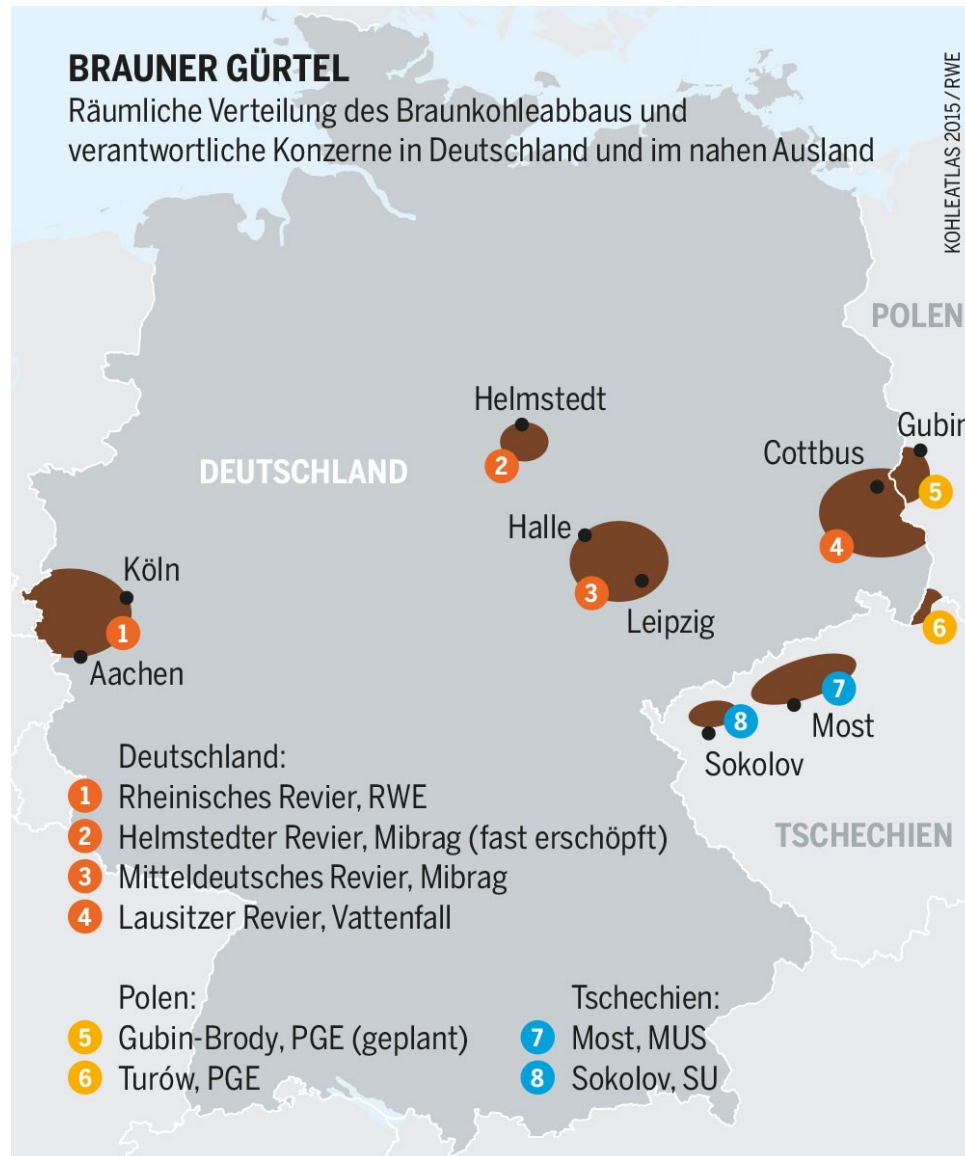 BRAUNER GÜRTEL
Räumliche Verteilung des Braunkohleabbaus und
verantwortliche Konzerne in Deutschland und im nahen Ausland
KOHLEATLAS 2015 / RWE
POLEN
Helmstedt
2
Gubin
Cottbus
5
DEUTSCHLAND
Halle
4
3
Leipzig
Köln
1
Aachen
6
7
Most
8
Sokolov
TSCHECHIEN
Deutschland:
1 Rheinisches Revier, RWE
2 Helmstedter Revier, Mibrag (fast erschöpft)
3 Mitteldeutsches Revier, Mibrag
4 Lausitzer Revier, Vattenfall
Polen:
5 Gubin-Brody, PGE (geplant)
6 Turów, PGE
Tschechien:
7 Most, MUS
8 Sokolov, SU